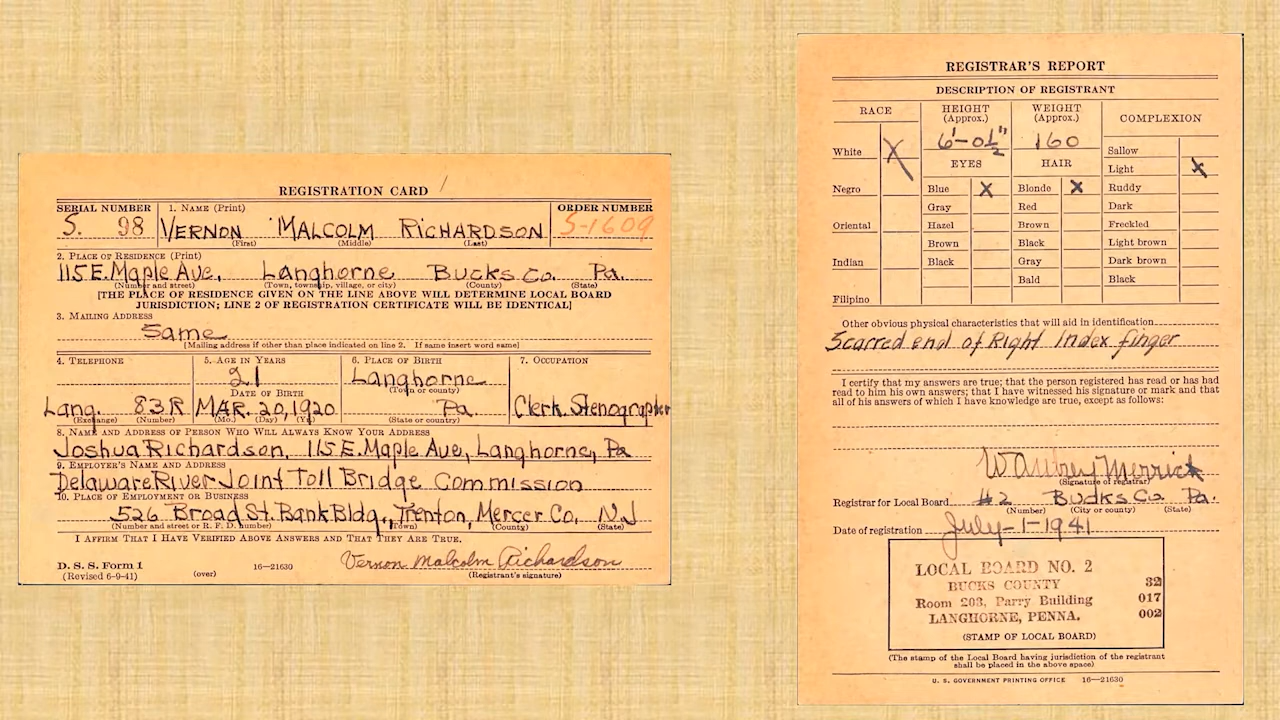 REGISTRATION CARD
SERIAL NUMBER 1. NAME (Print) ORDER NUMBER
S. 98 VERNON MALCOLM RICHARDSON S-1609
(First) (Middle) (Last)
2. PLACE OF RESIDENCE (Print)
115 E. Maple Ave, Langhorne Bucks Co. Pa.
(Number and street) (Town, township, village, or city) (County) (State)
[THE PLACE OF RESIDENCE GIVEN ON THE LINE ABOVE WILL DETERMINE LOCAL BOARD
JURISDICTION; LINE 2 OF REGISTRATION CERTIFICATE WILL BE IDENTICAL]
3. MAILING ADDRESS
Same
[Mailing address if other than place indicated on line 2. If same insert word same]
4. TELEPHONE 5. AGE IN YEARS 6. PLACE OF BIRTH 7. OCCUPATION
21 Langhorne
(Town or county)
DATE OF BIRTH
Lang. 83R MAR. 20, 1920 Pa. Clerk. Stenographer
(Exchange) (Number) (Mo.) (Day) (Yr.) (State or country)
8. NAME AND ADDRESS OF PERSON WHO WILL ALWAYS KNOW YOUR ADDRESS
Joshua Richardson, 115 E. Maple Ave, Langhorne, Pa
9. EMPLOYER'S NAME AND ADDRESS
Delaware River Joint Toll Bridge Commission
10. PLACE OF EMPLOYMENT OR BUSINESS
526 Broad St. Bank Bldg., Trenton, Mercer Co, N.J
(Number and street or R. F. D. number) (Town) (County) (State)
I AFFIRM THAT I HAVE VERIFIED ABOVE ANSWERS AND THAT THEY ARE TRUE.
Vernon Malcolm Richardson
D. S. S. Form 1
(Revised 6-9-41) (over) 16—21630 (Registrant's signature)
REGISTRAR'S REPORT
DESCRIPTION OF REGISTRANT
RACE HEIGHT (Approx.) WEIGHT (Approx.) COMPLEXION
6'-0½" 160
White X
EYES HAIR
Sallow
Light X
Negro Blue X Blonde X Ruddy
Gray Red Dark
Oriental Hazel Brown Freckled
Brown Black Light brown
Indian Black Gray Dark brown
Bald Black
Filipino
Other obvious physical characteristics that will aid in identification
Scarred end of Right Index finger
I certify that my answers are true; that the person registered has read or has had
read to him his own answers; that I have witnessed his signature or mark and that
all of his answers of which I have knowledge are true, except as follows:
W Aubrey Merrick
(Signature of registrar)
Registrar for Local Board #2 Bucks Co. Pa.
(Number) (City or county) (State)
Date of registration July-1-1941
LOCAL BOARD NO. 2
BUCKS COUNTY 32
Room 203, Parry Building 017
LANGHORNE, PENNA. 002
(STAMP OF LOCAL BOARD)
(The stamp of the Local Board having jurisdiction of the registrant
shall be placed in the above space)
U. S. GOVERNMENT PRINTING OFFICE 16—21630